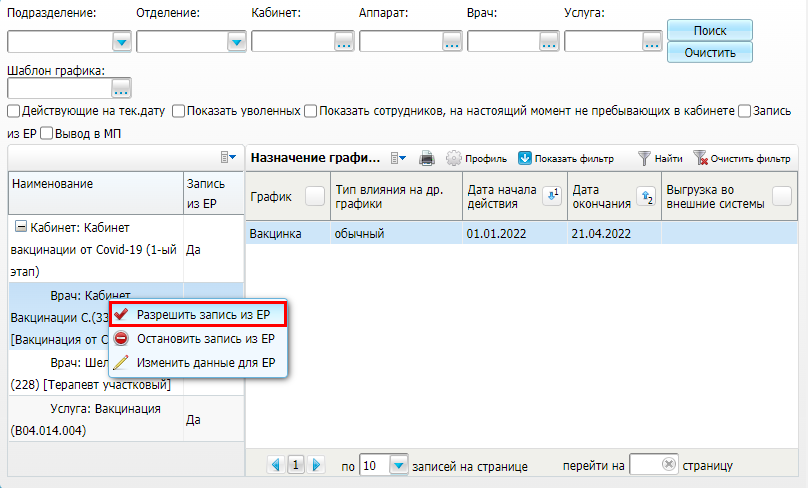 Подразделение: Отделение: Кабинет: Аппарат: Врач: Услуга:
Поиск
Очистить
Шаблон графика:
Действующие на тек.дату Показать уволенных Показать сотрудников, на настоящий момент не пребывающих в кабинете Запись
из ЕР Вывод в МП
Назначение графи... Профиль Показать фильтр Найти Очистить фильтр
Наименование Запись
из ЕР
График Тип влияния на др.
графики Дата начала
действия 1 Дата
окончания 2 Выгрузка во
внешние системы
Кабинет: Кабинет
вакцинации от Covid-19 (1-ый
этап) Да
Вакцинка обычный 01.01.2022 21.04.2022
Врач: Кабинет
Вакцинации С.(33
[Вакцинация от C
Разрешить запись из ЕР
Остановить запись из ЕР
Изменить данные для ЕР
Врач: Шел
(228) [Терапевт участковый]
Услуга: Вакцинация
(B04.014.004) Да
1 по 10 записей на странице перейти на страницу